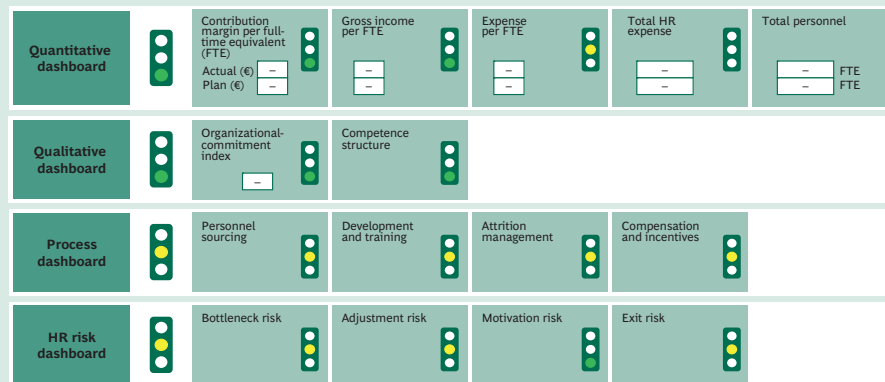 Quantitative
dashboard
Contribution
margin per full-
time equivalent
(FTE)
Actual (€) –
Plan (€) –
Gross income
per FTE
–
–
Expense
per FTE
–
–
Total HR
expense
–
–
Total personnel
– FTE
– FTE
Qualitative
dashboard
Organizational-
commitment
index
–
Competence
structure
Process
dashboard
Personnel
sourcing
Development
and training
Attrition
management
Compensation
and incentives
HR risk
dashboard
Bottleneck risk
Adjustment risk
Motivation risk
Exit risk